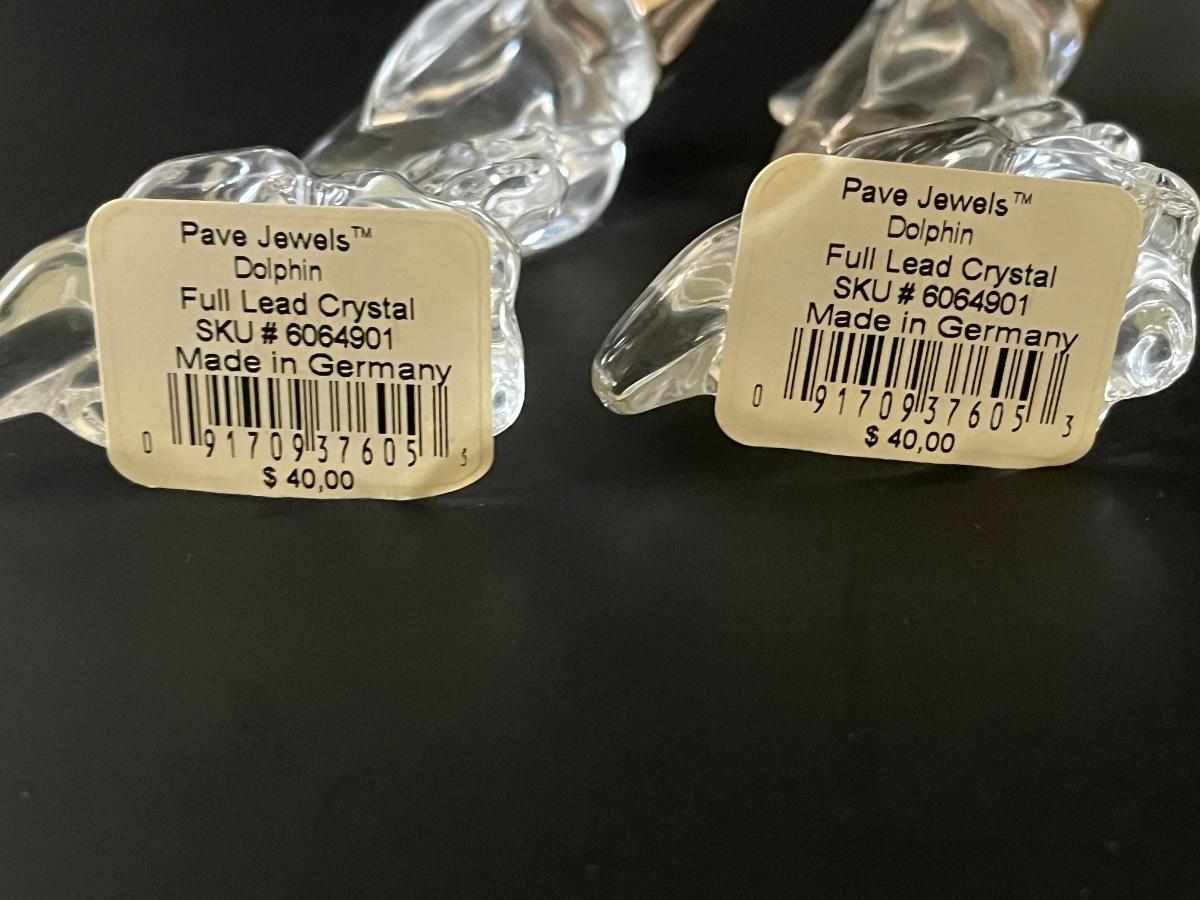 Pave Jewels™
Dolphin
Full Lead Crystal
SKU # 6064901
Made in Germany
0 91709 37605 3
$ 40,00
Pave Jewels™
Dolphin
Full Lead Crystal
SKU # 6064901
Made in Germany
0 91709 37605 3
$ 40,00